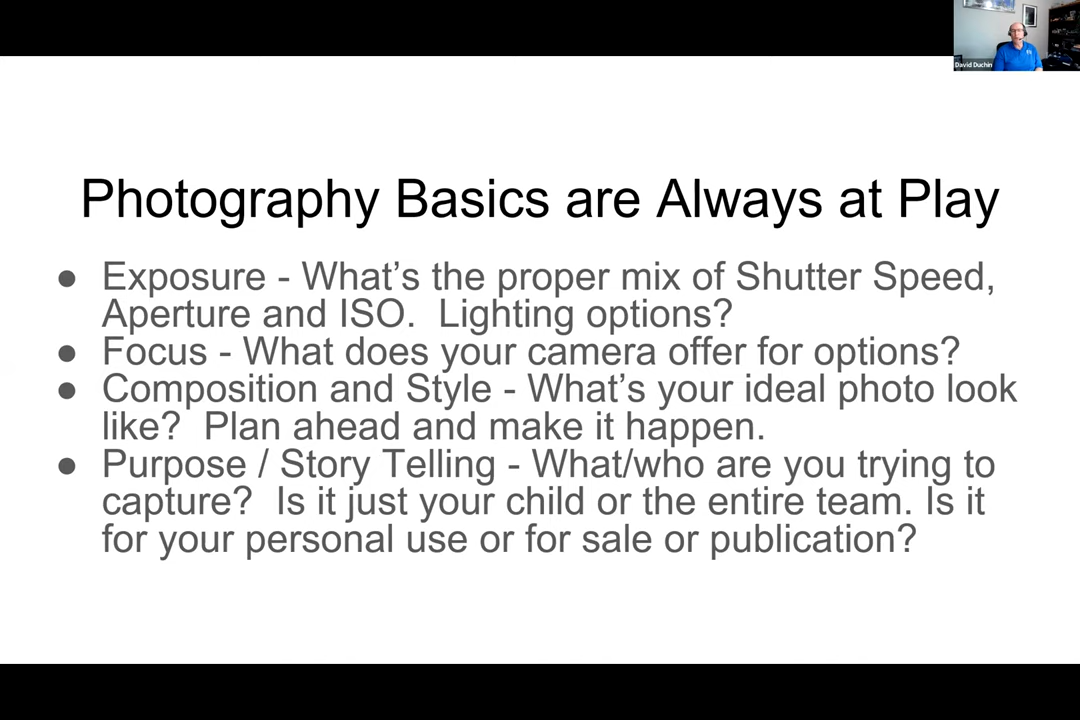 David Duchin
Photography Basics are Always at Play
● Exposure - What's the proper mix of Shutter Speed,
Aperture and ISO.  Lighting options?
● Focus - What does your camera offer for options?
● Composition and Style - What's your ideal photo look
like?  Plan ahead and make it happen.
● Purpose / Story Telling - What/who are you trying to
capture?  Is it just your child or the entire team. Is it
for your personal use or for sale or publication?